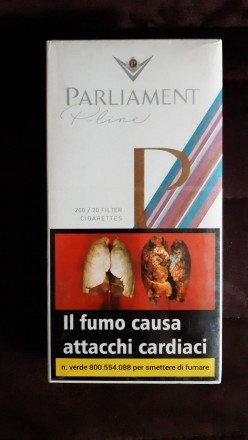 PARLIAMENT
P-line
P
200 / 20 FILTER
CIGARETTES
Il fumo causa
attacchi cardiaci
n. verde 800.554.088 per smettere di fumare